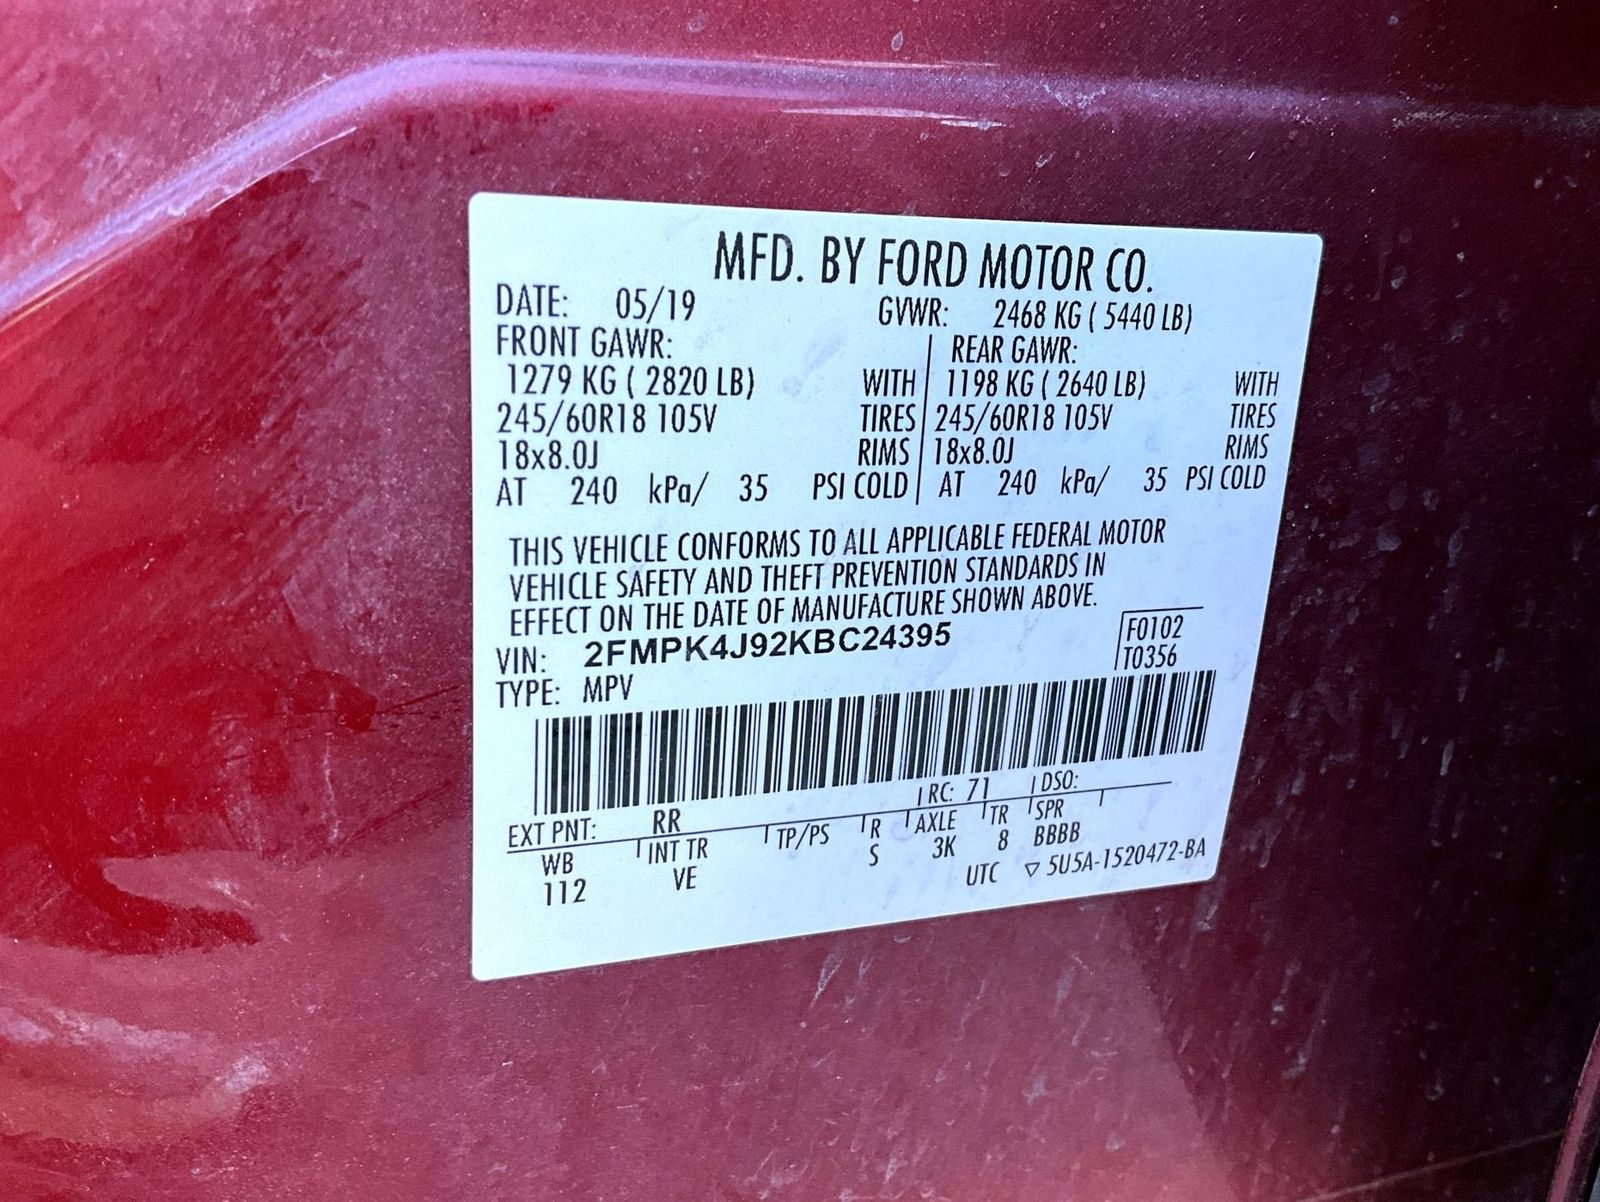 MFD. BY FORD MOTOR CO.
DATE: 05/19 GVWR: 2468 KG ( 5440 LB)
FRONT GAWR: REAR GAWR:
1279 KG ( 2820 LB) WITH 1198 KG ( 2640 LB) WITH
245/60R18 105V TIRES 245/60R18 105V TIRES
18x8.0J RIMS 18x8.0J RIMS
AT 240 kPa/ 35 PSI COLD AT 240 kPa/ 35 PSI COLD
THIS VEHICLE CONFORMS TO ALL APPLICABLE FEDERAL MOTOR
VEHICLE SAFETY AND THEFT PREVENTION STANDARDS IN
EFFECT ON THE DATE OF MANUFACTURE SHOWN ABOVE.
VIN: 2FMPK4J92KBC24395 F0102
TYPE: MPV T0356
EXT PNT: RR RC: 71 DSO:
WB INT TR TP/PS R AXLE TR SPR
112 VE S 3K 8 BBBB
UTC ▽ 5U5A-1520472-BA